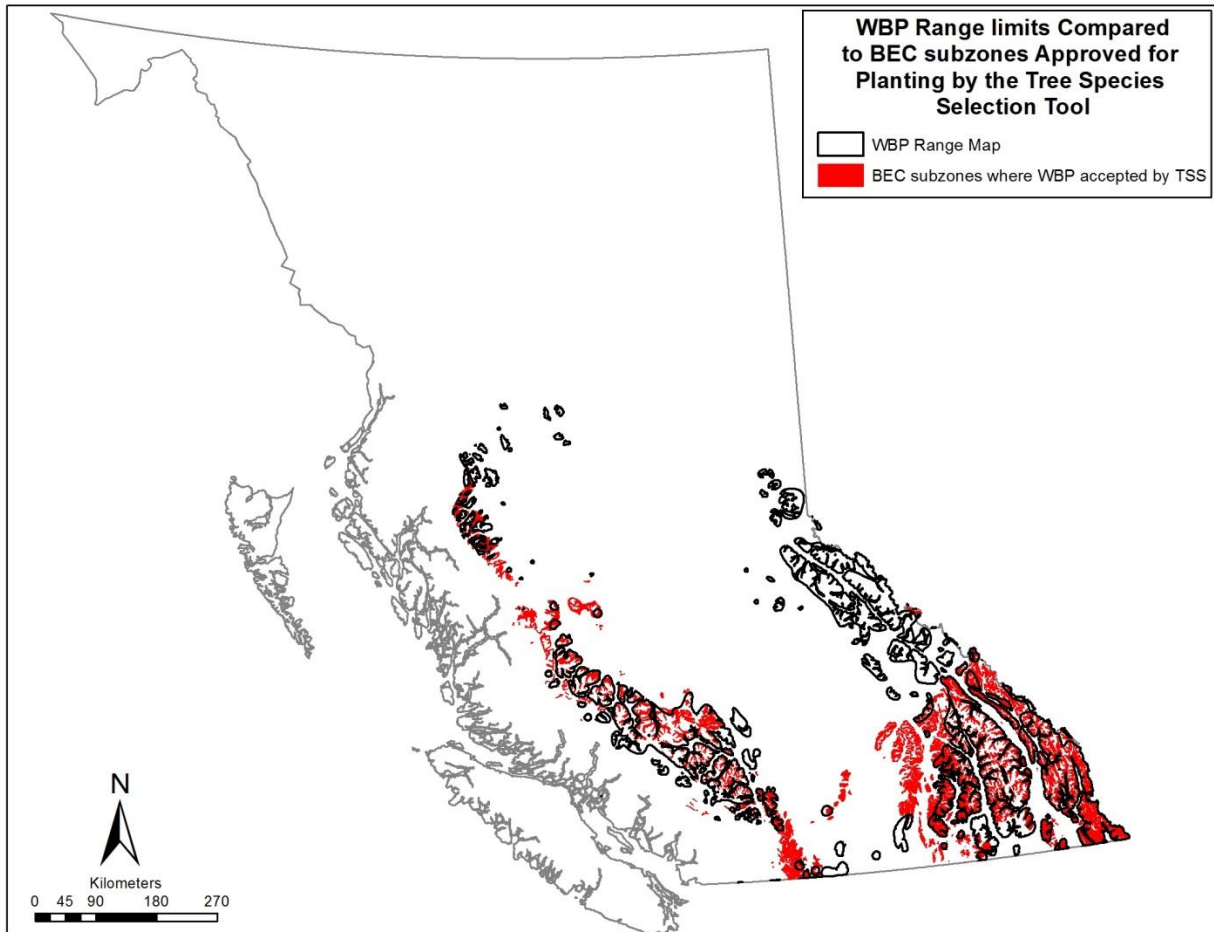 WBP Range limits Compared
to BEC subzones Approved for
Planting by the Tree Species
Selection Tool
WBP Range Map
BEC subzones where WBP accepted by TSS
N
Kilometers
0 45 90 180 270